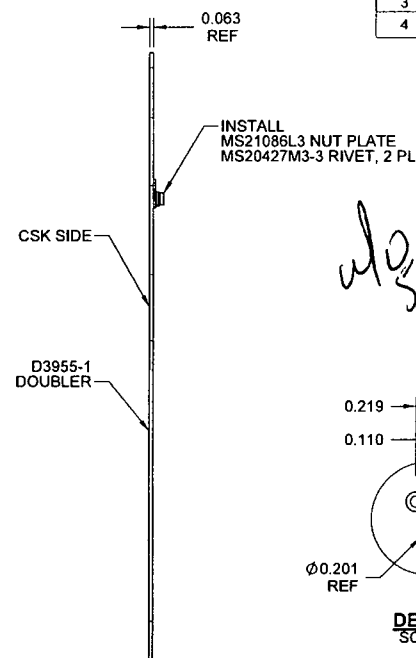 3
4
0.063
REF
INSTALL
MS21086L3 NUT PLATE
MS20427M3-3 RIVET, 2 PL
CSK SIDE
D3955-1
DOUBLER
0.219
0.110
Ø0.201
REF